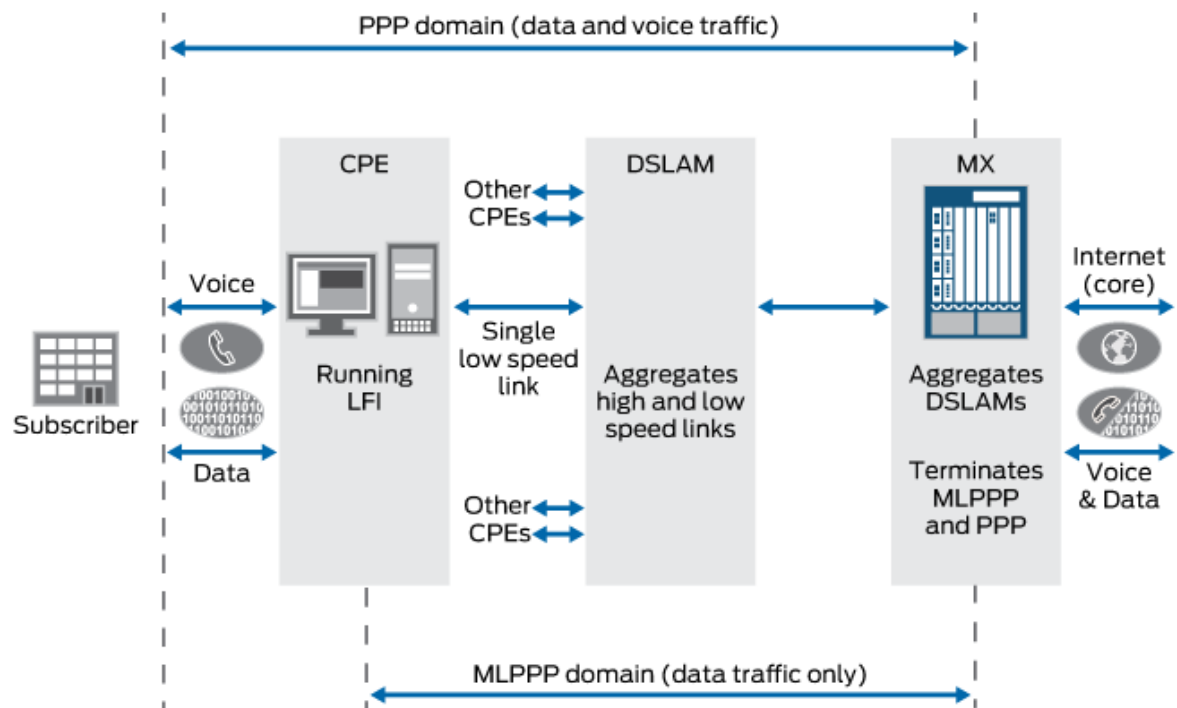 PPP domain (data and voice traffic)
CPE
DSLAM
MX
Other
CPEs
Voice
Internet
(core)
Single
low speed
link
Running
LFI
Aggregates
high and low
speed links
Aggregates
DSLAMs
Subscriber
Data
Other
CPEs
Terminates
MLPPP
and PPP
Voice
& Data
MLPPP domain (data traffic only)